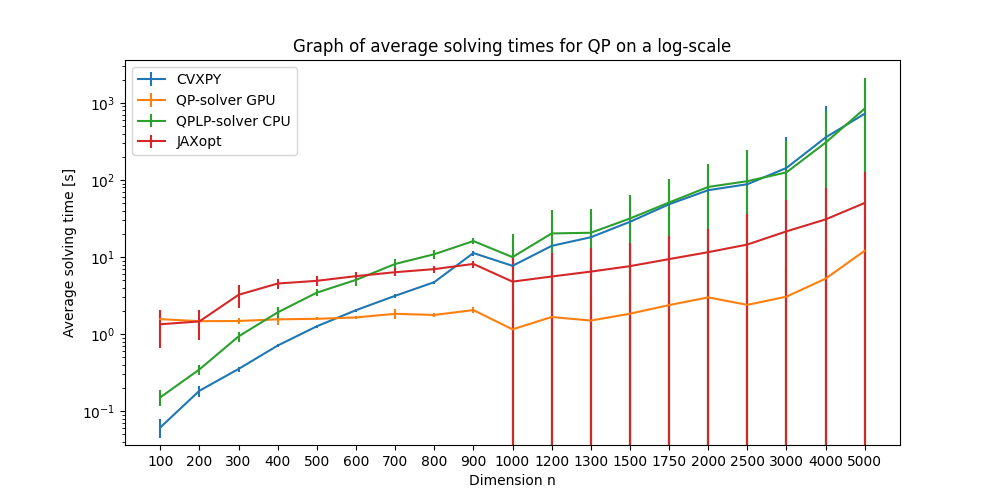 Graph of average solving times for QP on a log-scale
CVXPY
QP-solver GPU
QPLP-solver CPU
JAXopt
Average solving time [s]
10³
10²
10¹
10⁰
10⁻¹
100 200 300 400 500 600 700 800 900 1000 1200 1300 1500 1750 2000 2500 3000 4000 5000
Dimension n